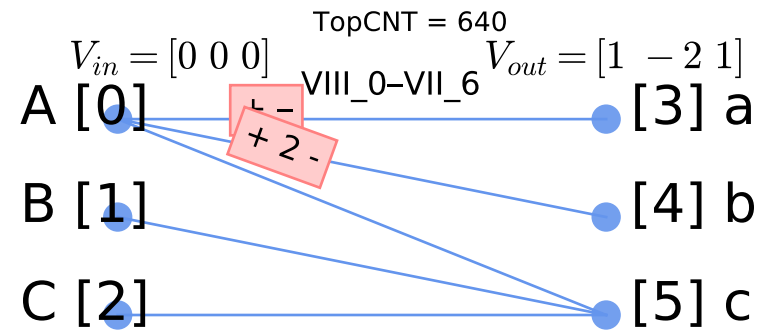 TopCNT = 640
V_in = [0 0 0]
V_out = [1 −2 1]
VIII_0–VII_6
A [0]
[3] a
+ 2 -
B [1]
[4] b
C [2]
[5] c